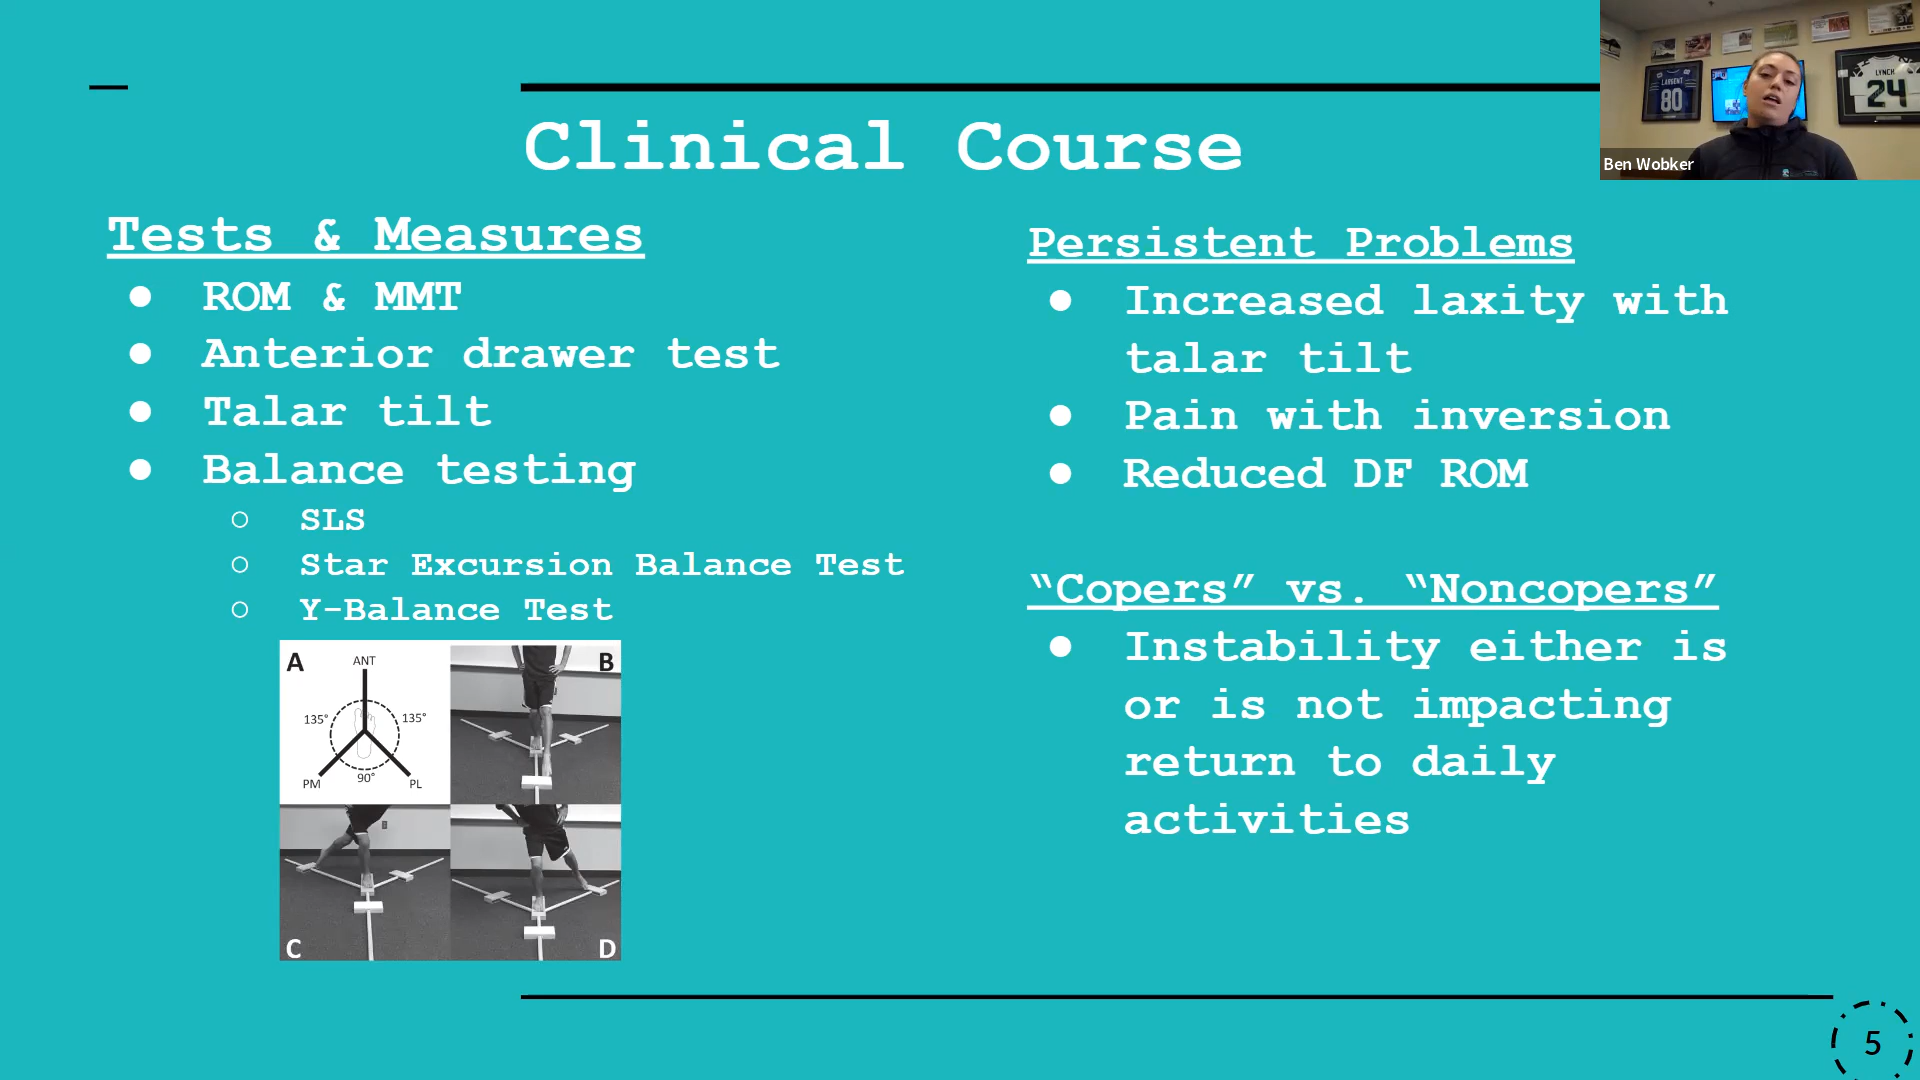 Clinical Course
Tests & Measures
● ROM & MMT
● Anterior drawer test
● Talar tilt
● Balance testing
○ SLS
○ Star Excursion Balance Test
○ Y-Balance Test
A
ANT
135°
135°
90°
PM
PL
B
C
D
Persistent Problems
● Increased laxity with
talar tilt
● Pain with inversion
● Reduced DF ROM
“Copers” vs. “Noncopers”
● Instability either is
or is not impacting
return to daily
activities
LARGENT
80
LYNCH
24
Ben Wobker
5